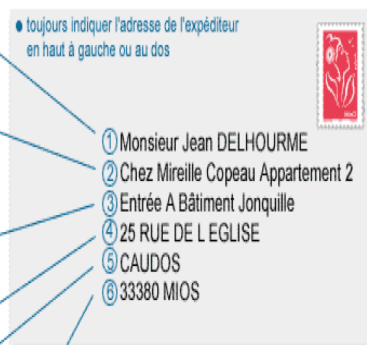 ● toujours indiquer l'adresse de l'expéditeur
en haut à gauche ou au dos
① Monsieur Jean DELHOURME
② Chez Mireille Copeau Appartement 2
③ Entrée A Bâtiment Jonquille
④ 25 RUE DE L EGLISE
⑤ CAUDOS
⑥ 33380 MIOS